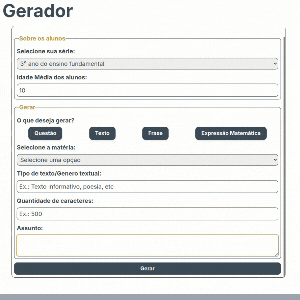 Gerador
Sobre os alunos
Selecione sua série:
3° ano do ensino fundamental
Idade Média dos alunos:
10
Gerar
O que deseja gerar?
Questão Texto Frase Expressão Matemática
Selecione a matéria:
Selecione uma opção
Tipo de texto/Genero textual:
Ex.: Texto informativo, poesia, etc
Quantidade de caracteres:
Ex.: 500
Assunto:
Gerar